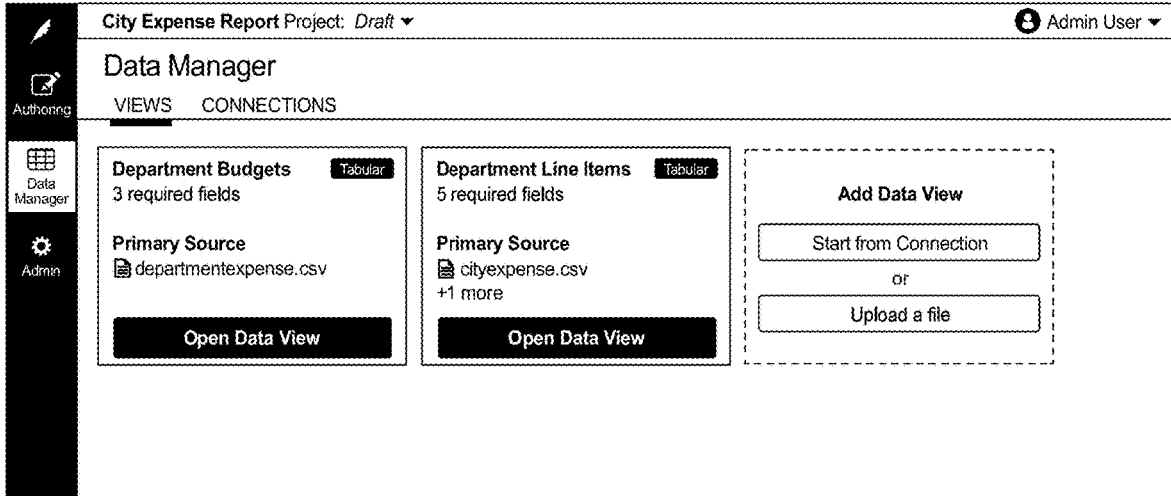 City Expense Report Project: Draft
Admin User
Authoring
Data Manager
Admin
Data Manager
VIEWS CONNECTIONS
Department Budgets Tabular
3 required fields
Primary Source
departmentexpense.csv
Open Data View
Department Line Items Tabular
5 required fields
Primary Source
cityexpense.csv
+1 more
Open Data View
Add Data View
Start from Connection
or
Upload a file